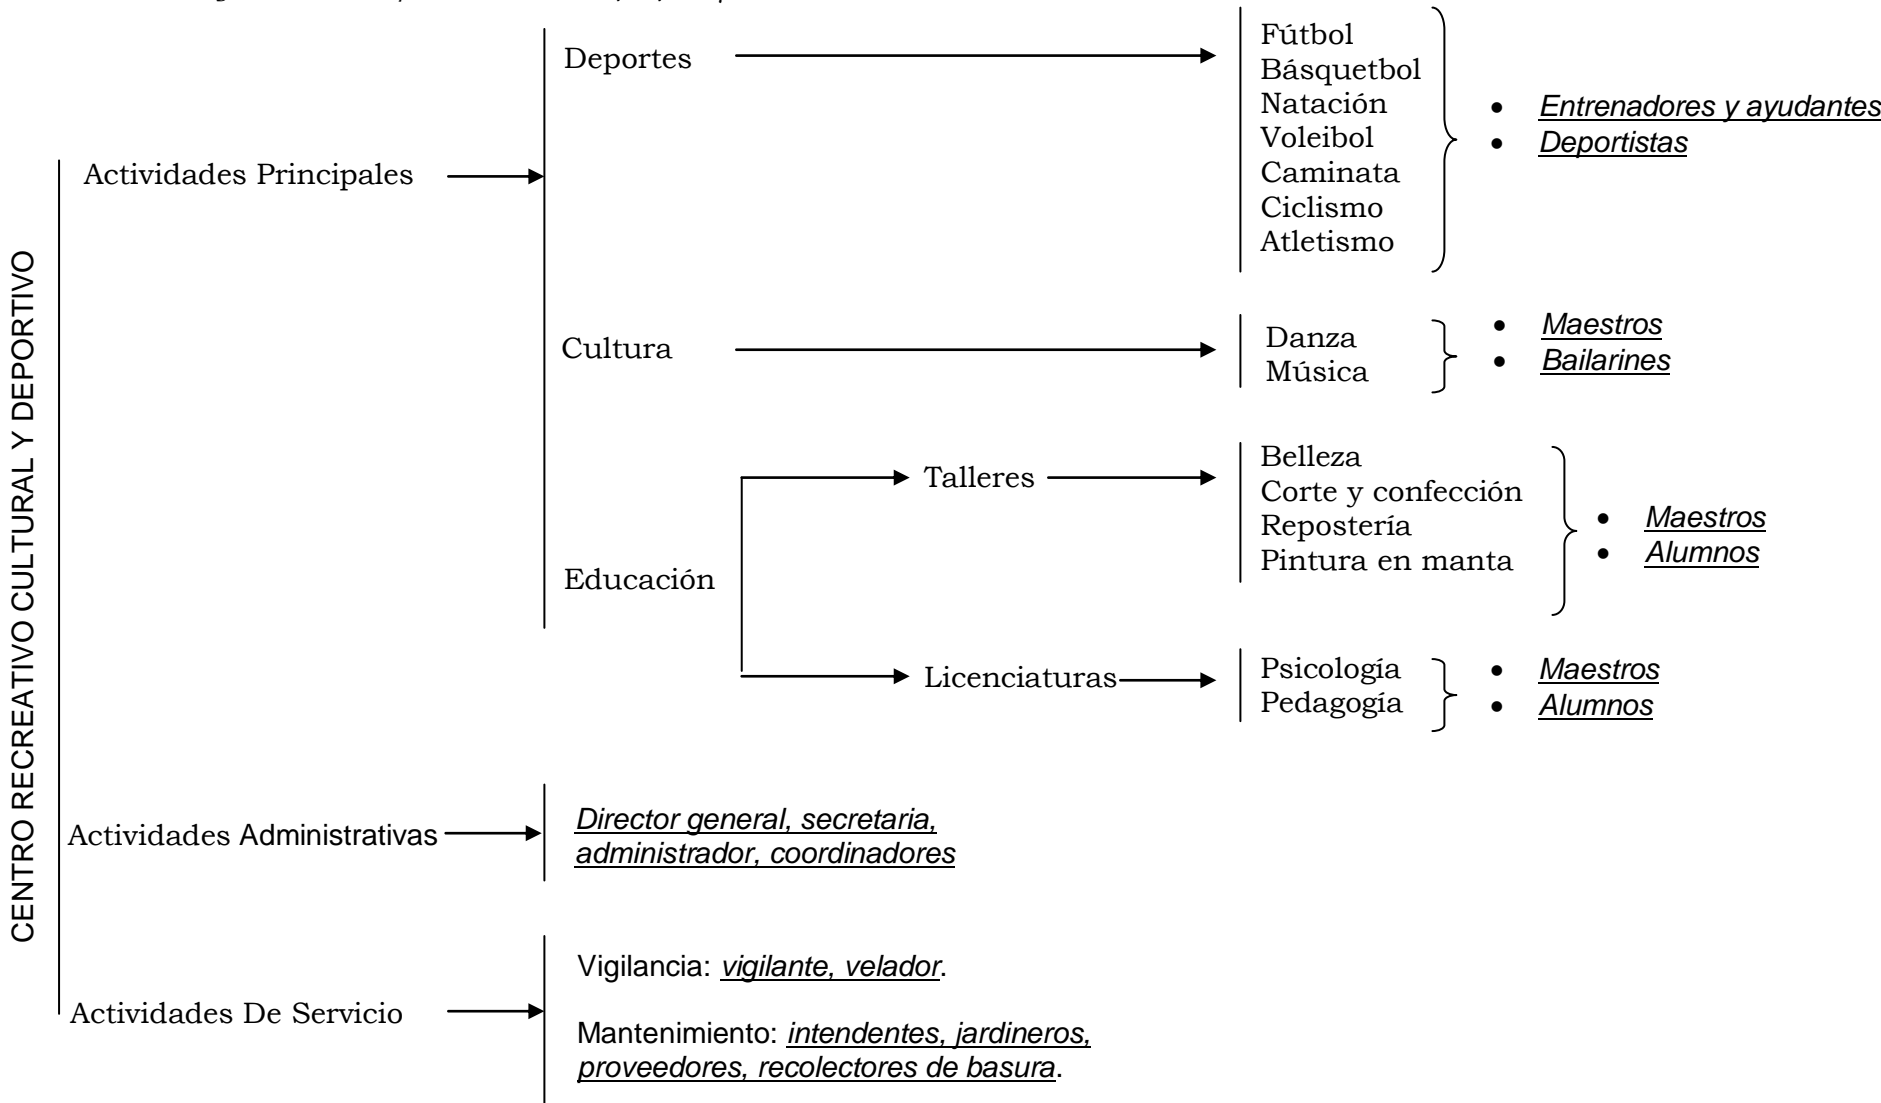 CENTRO RECREATIVO CULTURAL Y DEPORTIVO
Actividades Principales
Deportes
Fútbol
Básquetbol
Natación
Voleibol
Caminata
Ciclismo
Atletismo
• Entrenadores y ayudantes
• Deportistas
Cultura
Danza
Música
• Maestros
• Bailarines
Educación
Talleres
Belleza
Corte y confección
Repostería
Pintura en manta
• Maestros
• Alumnos
Licenciaturas
Psicología
Pedagogía
• Maestros
• Alumnos
Actividades Administrativas
Director general, secretaria,
administrador, coordinadores
Actividades De Servicio
Vigilancia: vigilante, velador.
Mantenimiento: intendentes, jardineros,
proveedores, recolectores de basura.